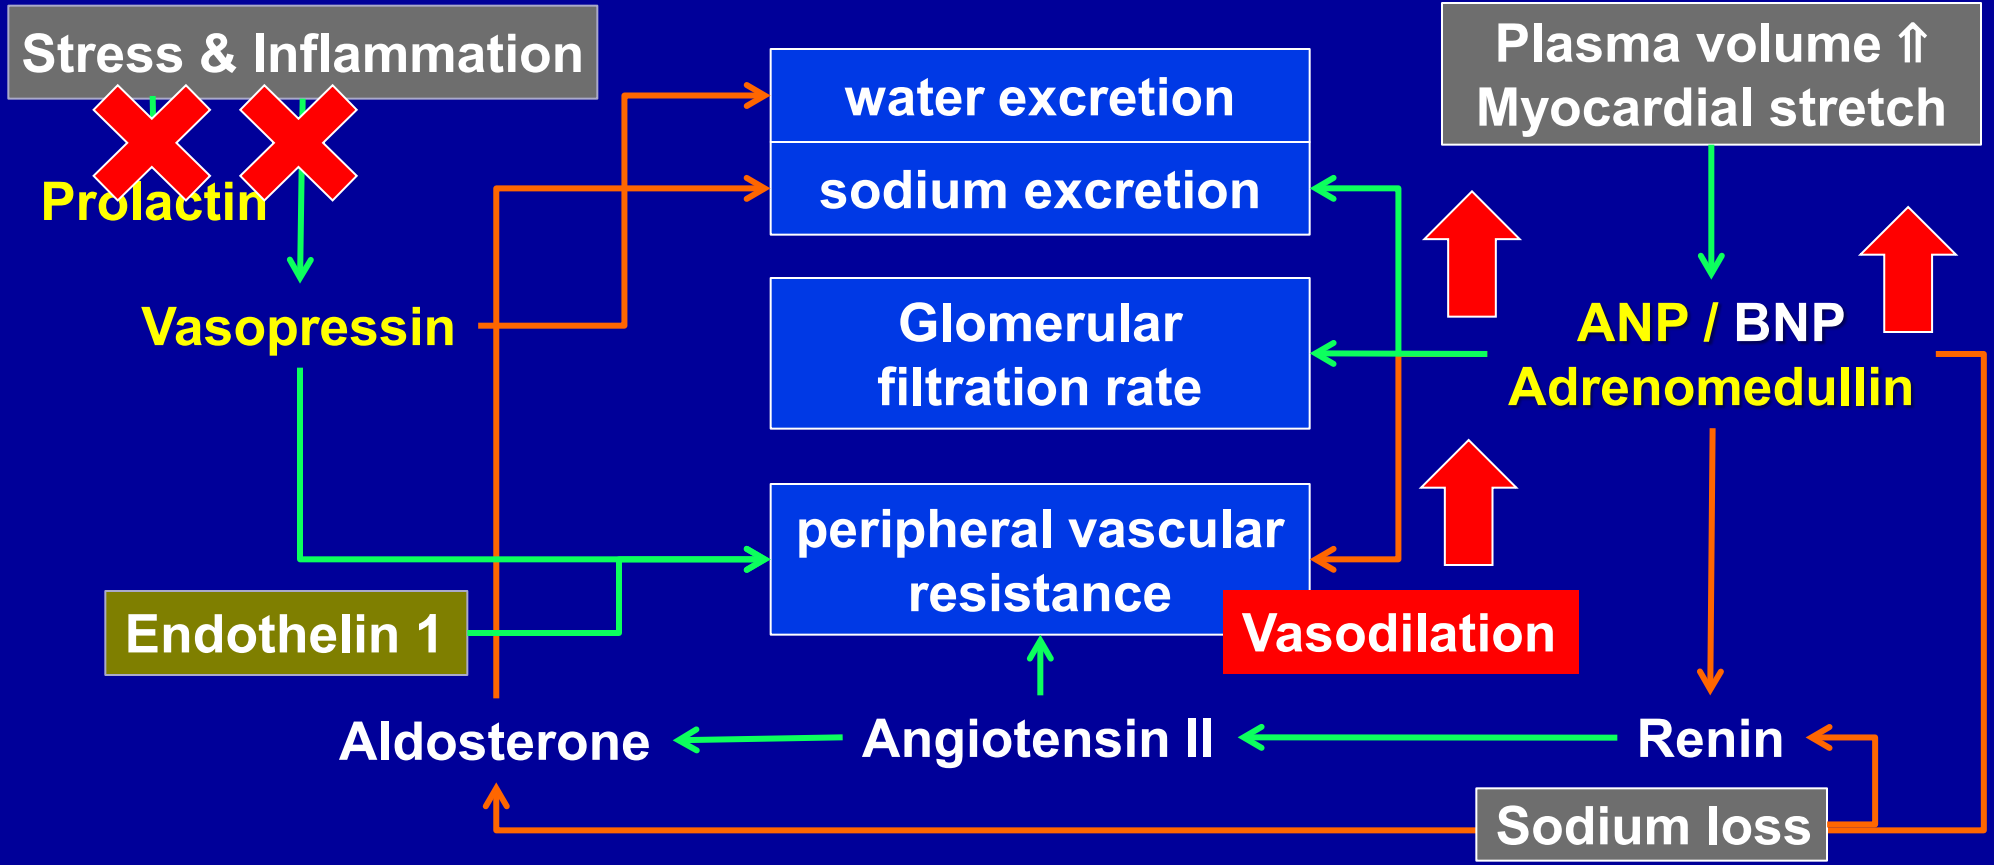 Stress & Inflammation
Prolactin
Vasopressin
Endothelin 1
water excretion
sodium excretion
Glomerular
filtration rate
peripheral vascular
resistance
Vasodilation
Plasma volume ⇑
Myocardial stretch
ANP / BNP
Adrenomedullin
Aldosterone
Angiotensin II
Renin
Sodium loss